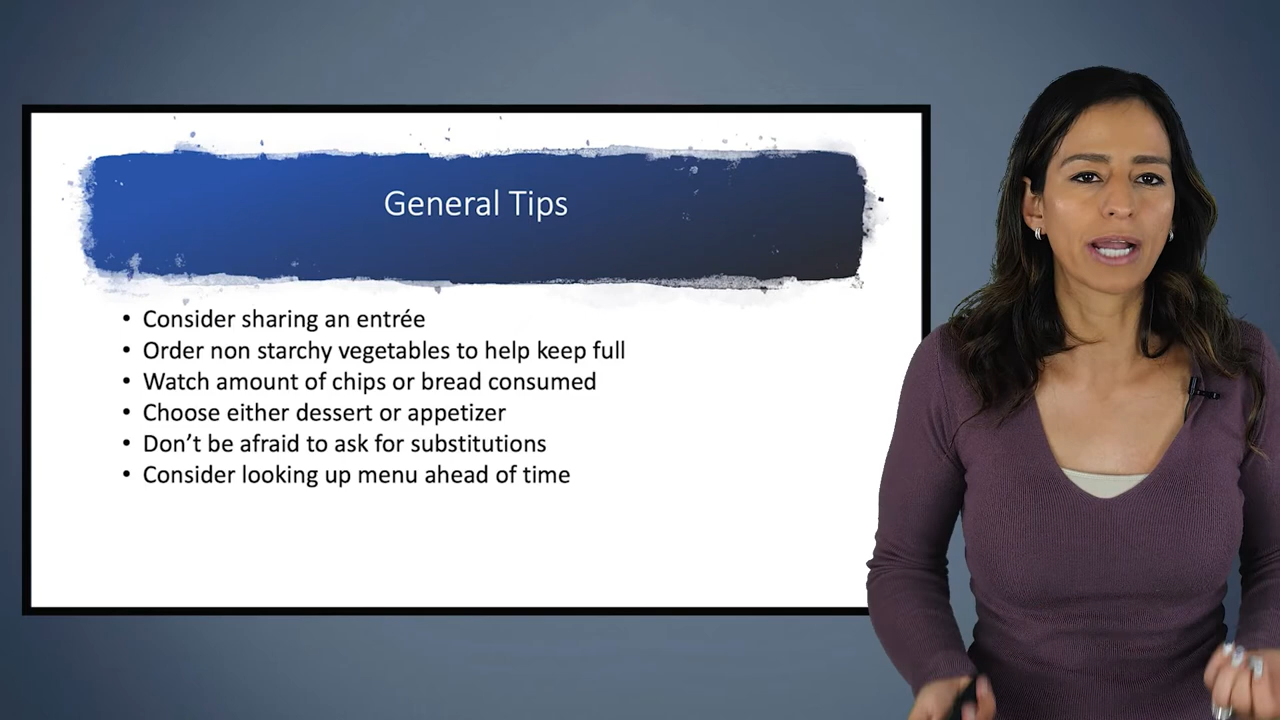 General Tips
• Consider sharing an entrée
• Order non starchy vegetables to help keep full
• Watch amount of chips or bread consumed
• Choose either dessert or appetizer
• Don’t be afraid to ask for substitutions
• Consider looking up menu ahead of time